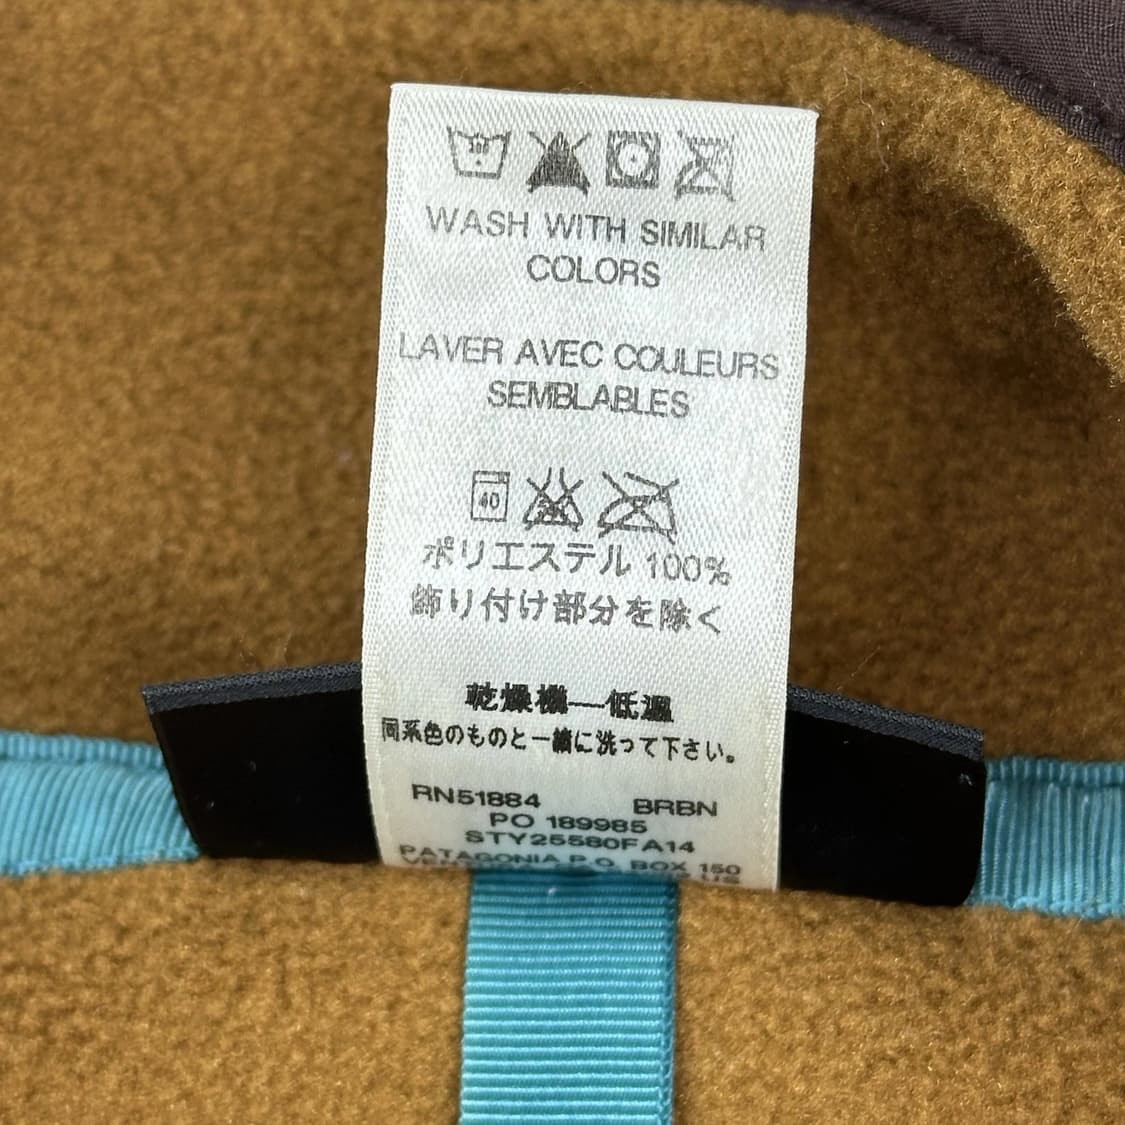 WASH WITH SIMILAR
COLORS
LAVER AVEC COULEURS
SEMBLABLES
40
ポリエステル 100%
飾り付け部分を除く
乾燥機—低温
同系色のものと一緒に洗って下さい。
RN51884 BRBN
PO 189985
STY25580FA14
PATAGONIA P.O. BOX 150
US